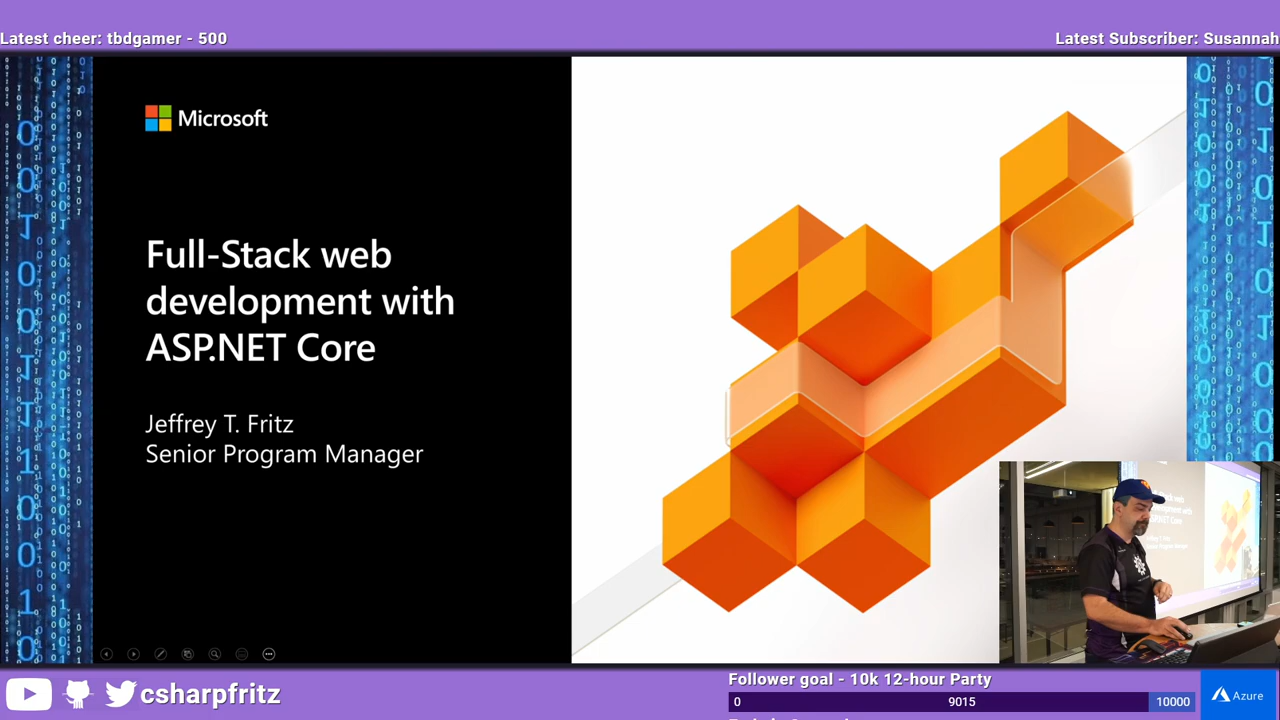 Latest cheer: tbdgamer - 500
Latest Subscriber: Susannah
Microsoft
Full-Stack web
development with
ASP.NET Core
Jeffrey T. Fritz
Senior Program Manager
csharpfritz
Follower goal - 10k 12-hour Party
0 9015 10000
Azure